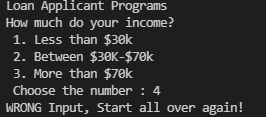 Loan Applicant Programs
How much do your income?
1. Less than $30k
2. Between $30K-$70k
3. More than $70k
Choose the number : 4
WRONG Input, Start all over again!